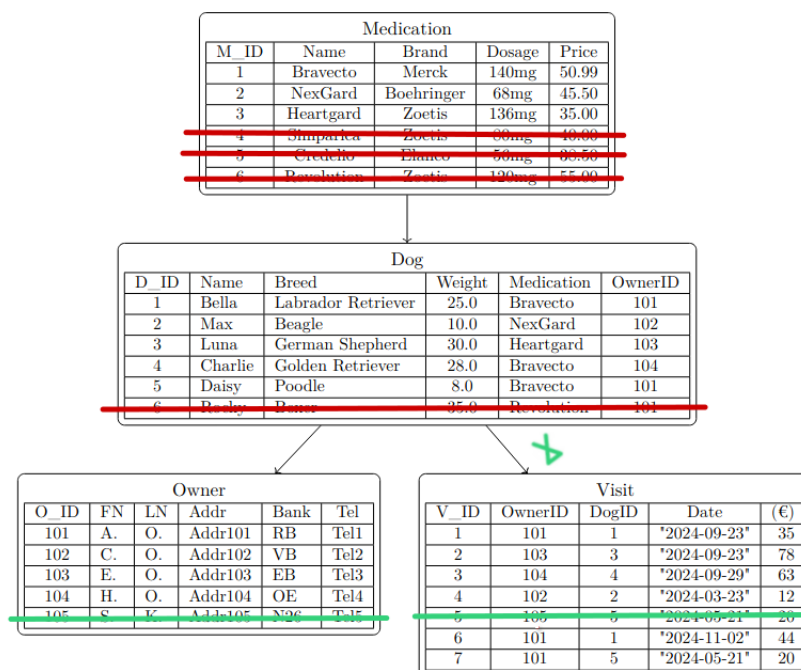 Medication
M_ID Name Brand Dosage Price
1 Bravecto Merck 140mg 50.99
2 NexGard Boehringer 68mg 45.50
3 Heartgard Zoetis 136mg 35.00
4 Simparica Zoetis 80mg 40.00
5 Credelio Elanco 56mg 38.50
6 Revolution Zoetis 120mg 55.00
Dog
D_ID Name Breed Weight Medication OwnerID
1 Bella Labrador Retriever 25.0 Bravecto 101
2 Max Beagle 10.0 NexGard 102
3 Luna German Shepherd 30.0 Heartgard 103
4 Charlie Golden Retriever 28.0 Bravecto 104
5 Daisy Poodle 8.0 Bravecto 101
6 Rocky Boxer 35.0 Revolution 101
Owner
O_ID FN LN Addr Bank Tel
101 A. O. Addr101 RB Tel1
102 C. O. Addr102 VB Tel2
103 E. O. Addr103 EB Tel3
104 H. O. Addr104 OE Tel4
105 S. K. Addr105 N26 Tel5
Visit
V_ID OwnerID DogID Date (€)
1 101 1 "2024-09-23" 35
2 103 3 "2024-09-23" 78
3 104 4 "2024-09-29" 63
4 102 2 "2024-03-23" 12
5 105 5 "2024-05-21" 20
6 101 1 "2024-11-02" 44
7 101 5 "2024-05-21" 20